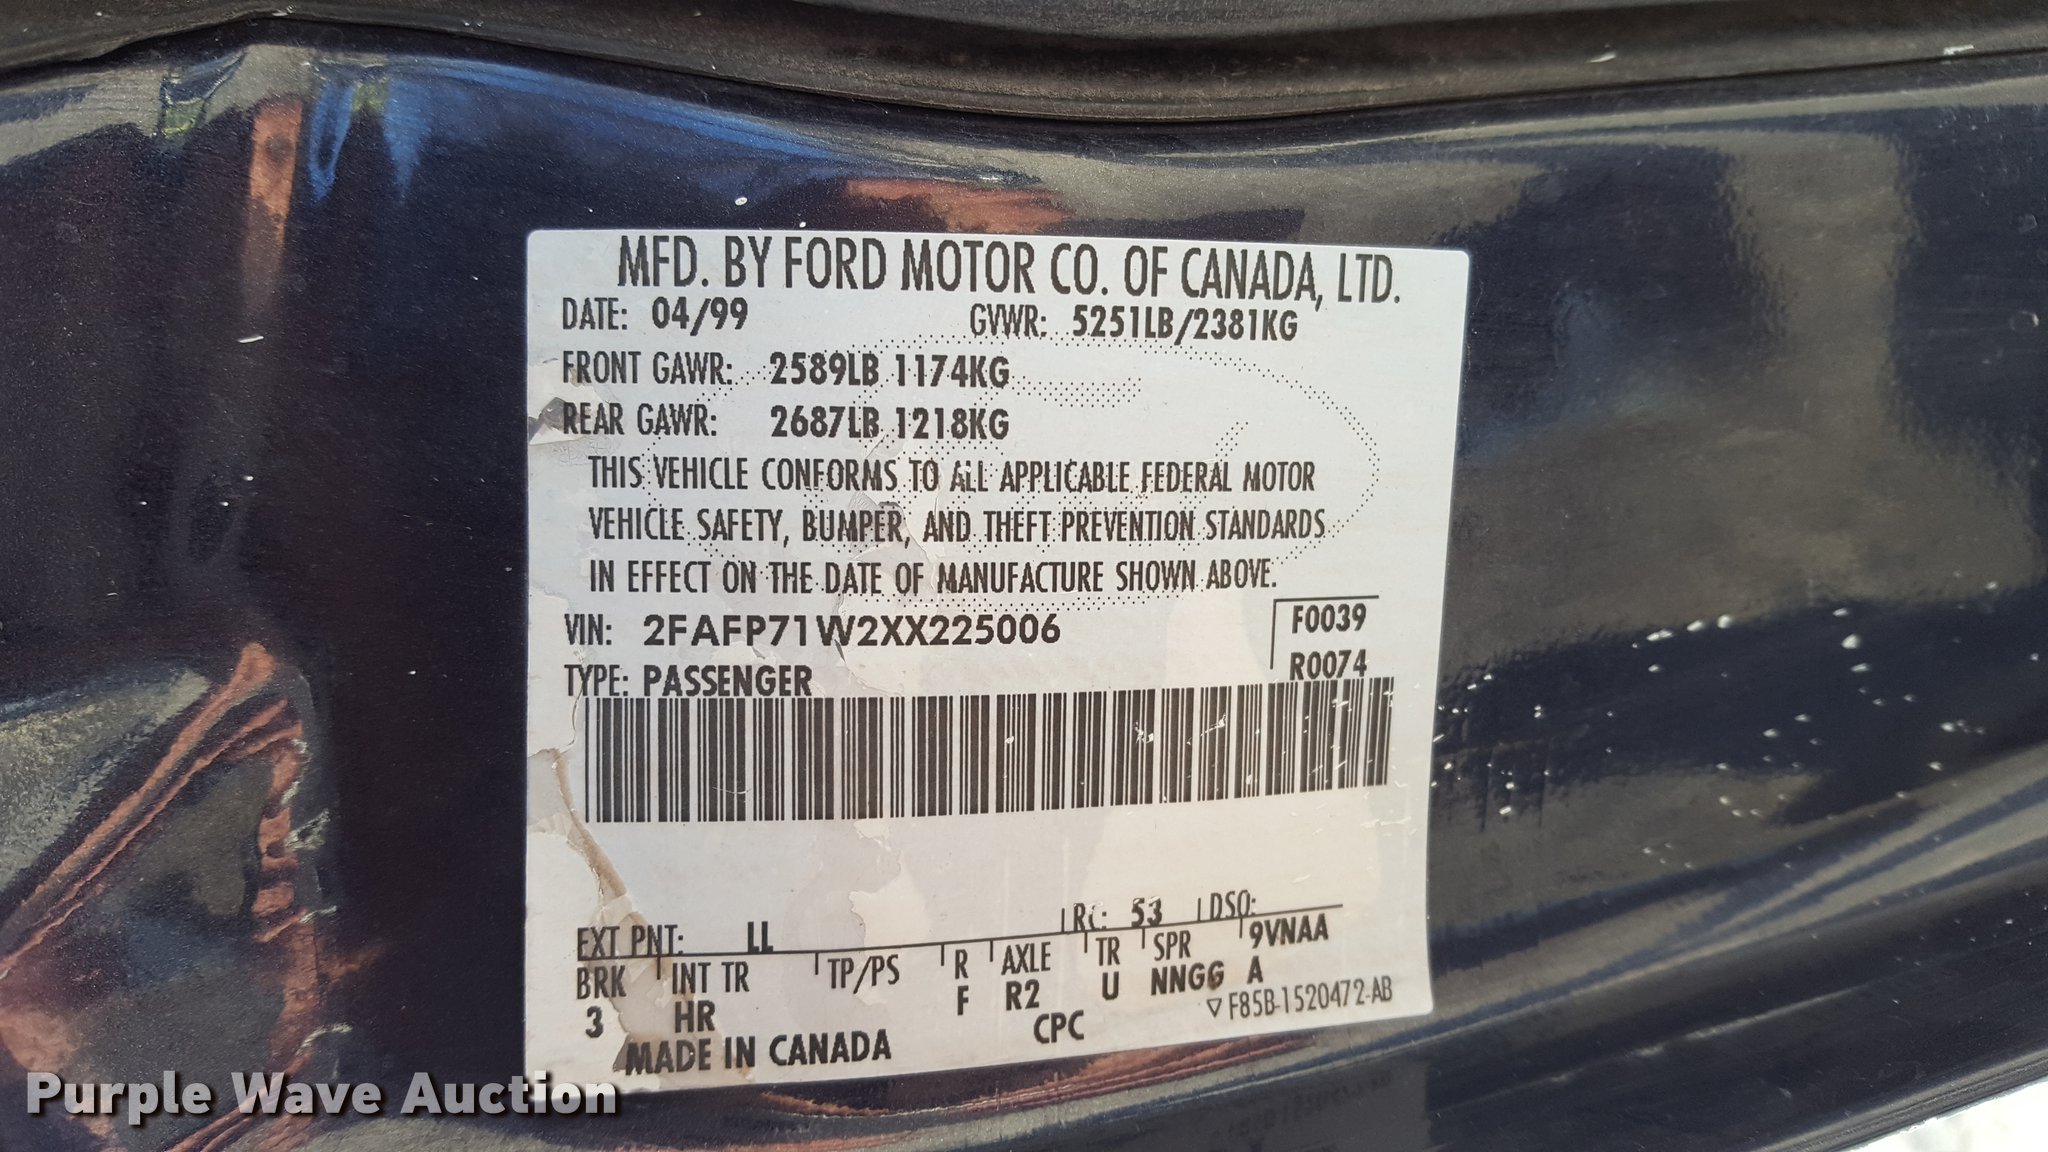 MFD. BY FORD MOTOR CO. OF CANADA, LTD.
DATE: 04/99 GVWR: 5251LB/2381KG
FRONT GAWR: 2589LB 1174KG
REAR GAWR: 2687LB 1218KG
THIS VEHICLE CONFORMS TO ALL APPLICABLE FEDERAL MOTOR
VEHICLE SAFETY, BUMPER, AND THEFT PREVENTION STANDARDS
IN EFFECT ON THE DATE OF MANUFACTURE SHOWN ABOVE.
VIN: 2FAFP71W2XX225006 F0039
TYPE: PASSENGER R0074
EXT PNT: LL RC: 53 DSO:
BRK INT TR TP/PS R AXLE TR SPR 9VNAA
3 HR F R2 U NNGG A
MADE IN CANADA CPC ▽F85B-1520472-AB
Purple Wave Auction